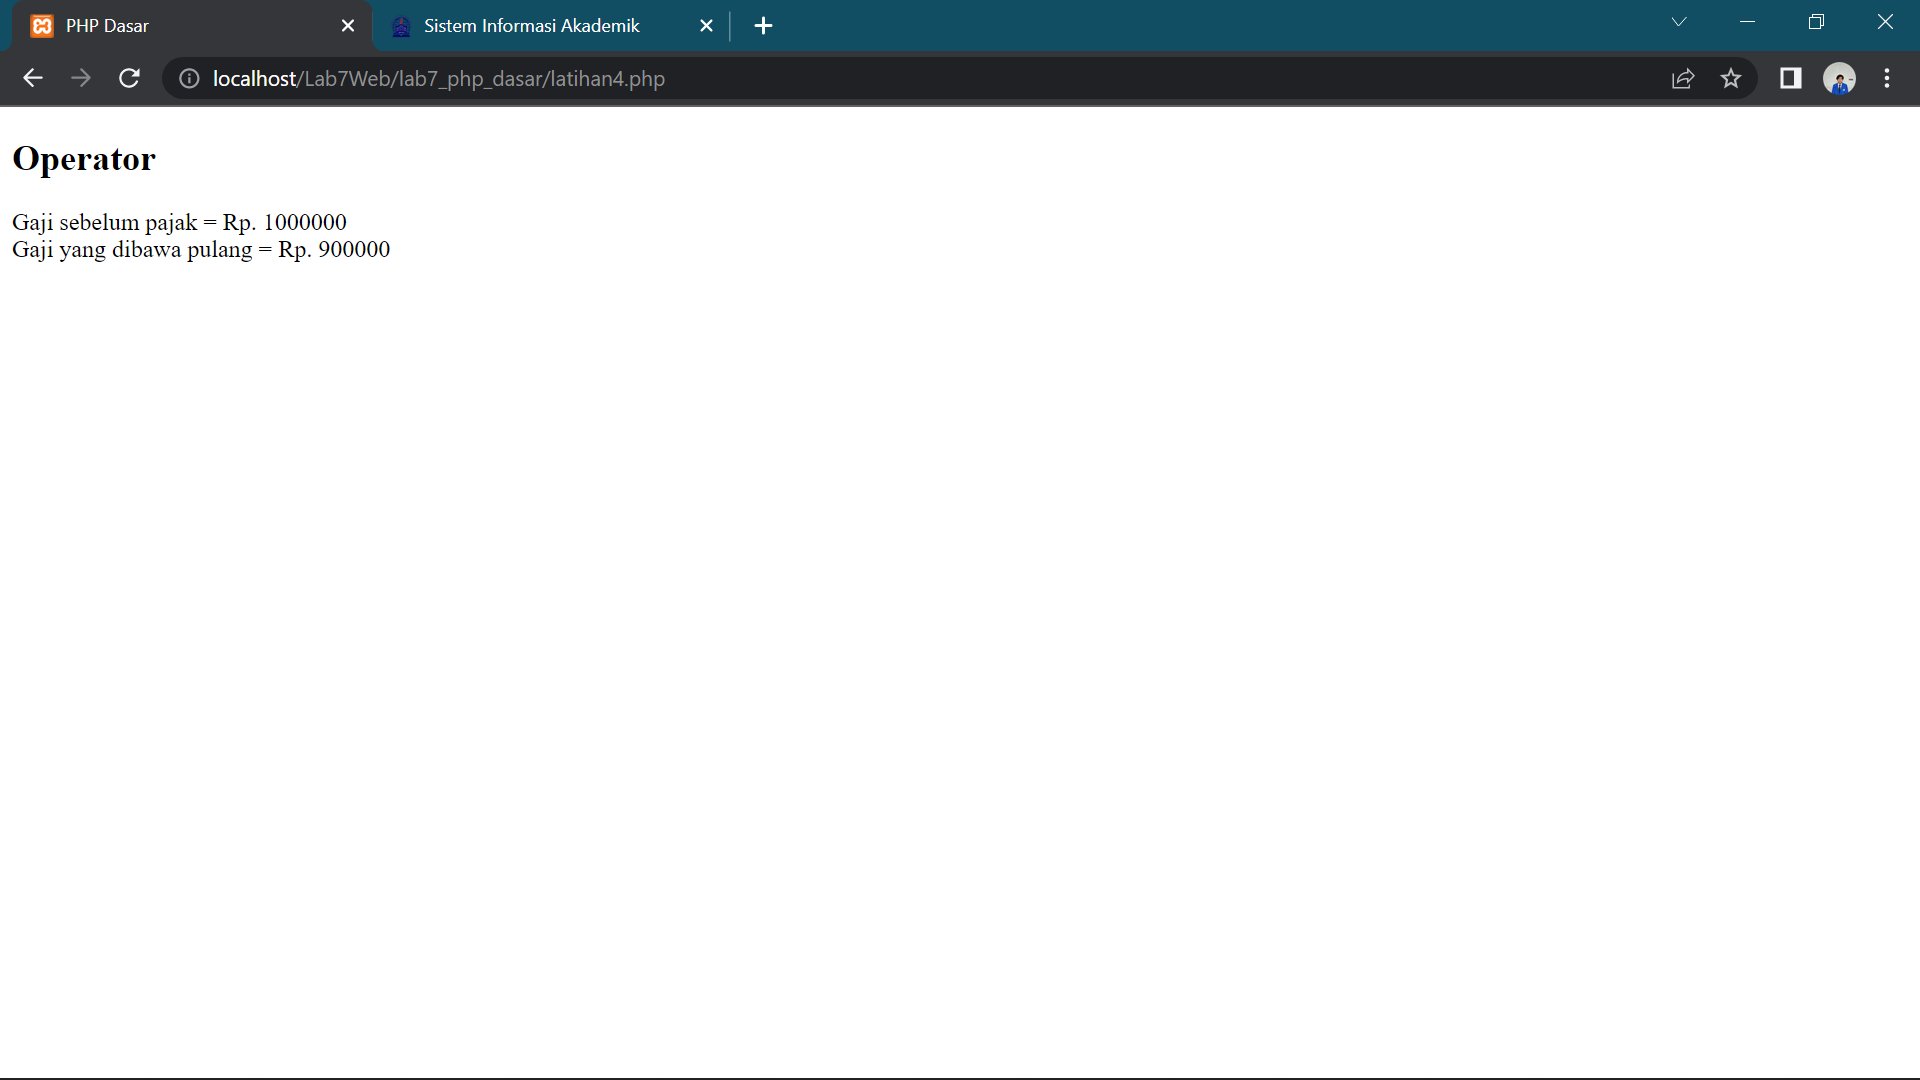 PHP Dasar
Sistem Informasi Akademik
localhost/Lab7Web/lab7_php_dasar/latihan4.php
Operator
Gaji sebelum pajak = Rp. 1000000
Gaji yang dibawa pulang = Rp. 900000